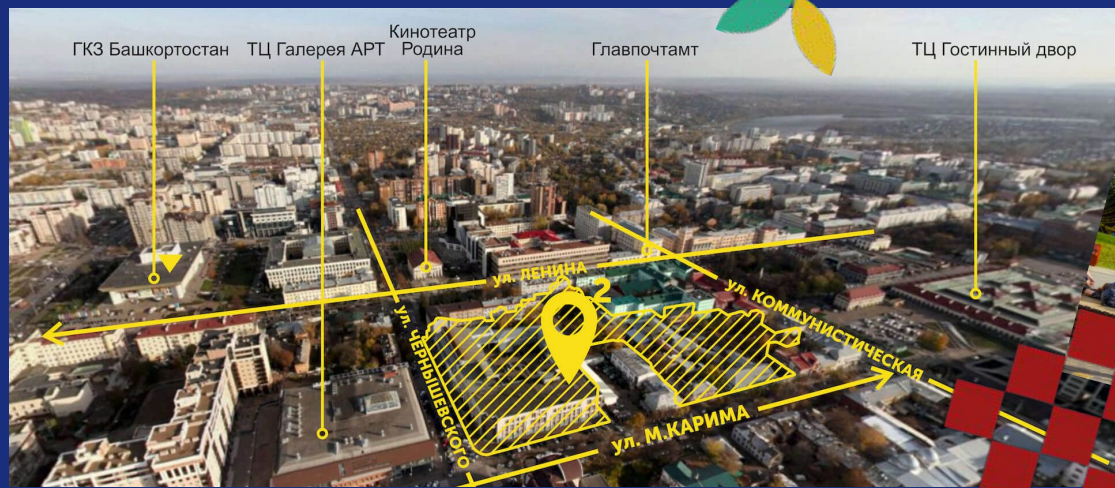 ГКЗ Башкортостан
ТЦ Галерея АРТ
Кинотеатр
Родина
Главпочтамт
ТЦ Гостинный двор
ул. ЛЕНИНА
2
ул. КОММУНИСТИЧЕСКАЯ
ул. ЧЕРНЫШЕВСКОГО
ул. М.КАРИМА